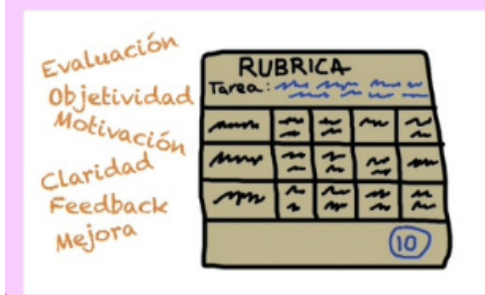 Evaluación
Objetividad
Motivación
Claridad
Feedback
Mejora
RUBRICA
Tarea:
10